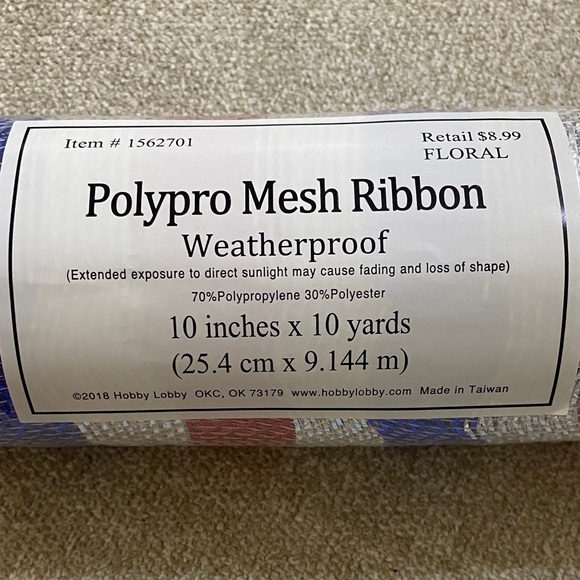 Item # 1562701
Retail $8.99
FLORAL
Polypro Mesh Ribbon
Weatherproof
(Extended exposure to direct sunlight may cause fading and loss of shape)
70%Polypropylene 30%Polyester
10 inches x 10 yards
(25.4 cm x 9.144 m)
©2018 Hobby Lobby OKC, OK 73179 www.hobbylobby.com Made in Taiwan